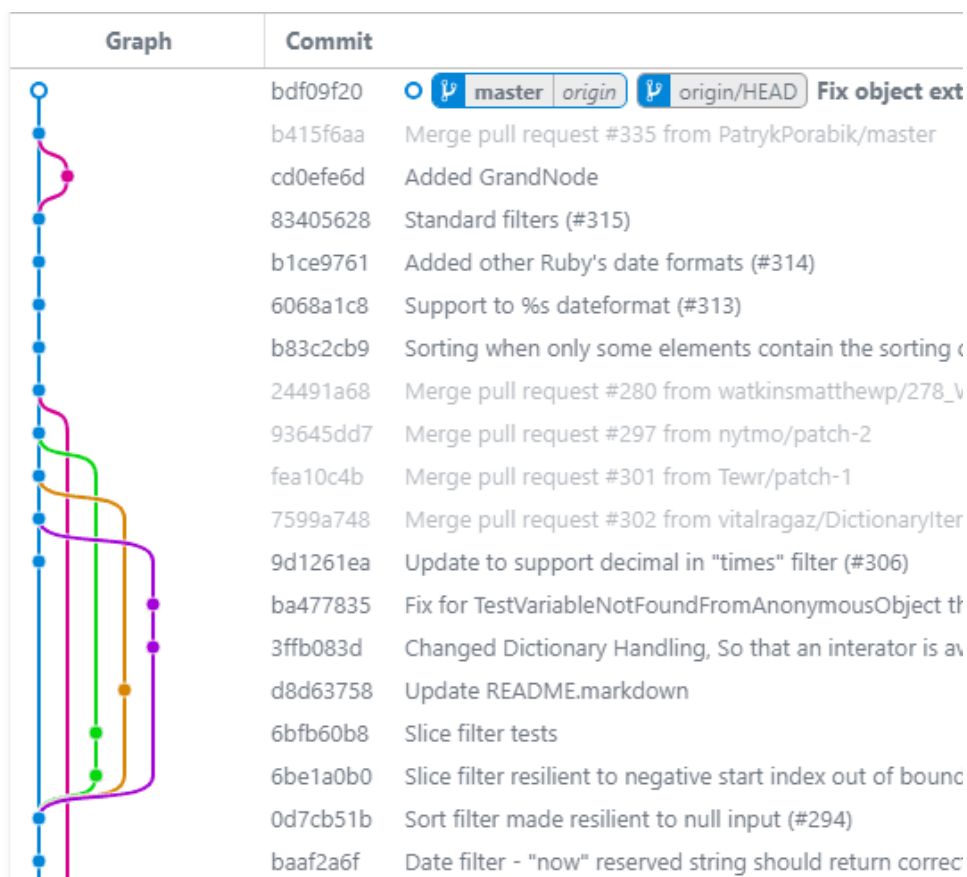 Graph Commit
bdf09f20 master origin origin/HEAD Fix object ext
b415f6aa Merge pull request #335 from PatrykPorabik/master
cd0efe6d Added GrandNode
83405628 Standard filters (#315)
b1ce9761 Added other Ruby's date formats (#314)
6068a1c8 Support to %s dateformat (#313)
b83c2cb9 Sorting when only some elements contain the sorting
24491a68 Merge pull request #280 from watkinsmatthewp/278_
93645dd7 Merge pull request #297 from nytmo/patch-2
fea10c4b Merge pull request #301 from Tewr/patch-1
7599a748 Merge pull request #302 from vitalragaz/DictionaryIter
9d1261ea Update to support decimal in "times" filter (#306)
ba477835 Fix for TestVariableNotFoundFromAnonymousObject th
3ffb083d Changed Dictionary Handling, So that an interator is av
d8d63758 Update README.markdown
6bfb60b8 Slice filter tests
6be1a0b0 Slice filter resilient to negative start index out of bound
0d7cb51b Sort filter made resilient to null input (#294)
baaf2a6f Date filter - "now" reserved string should return correc